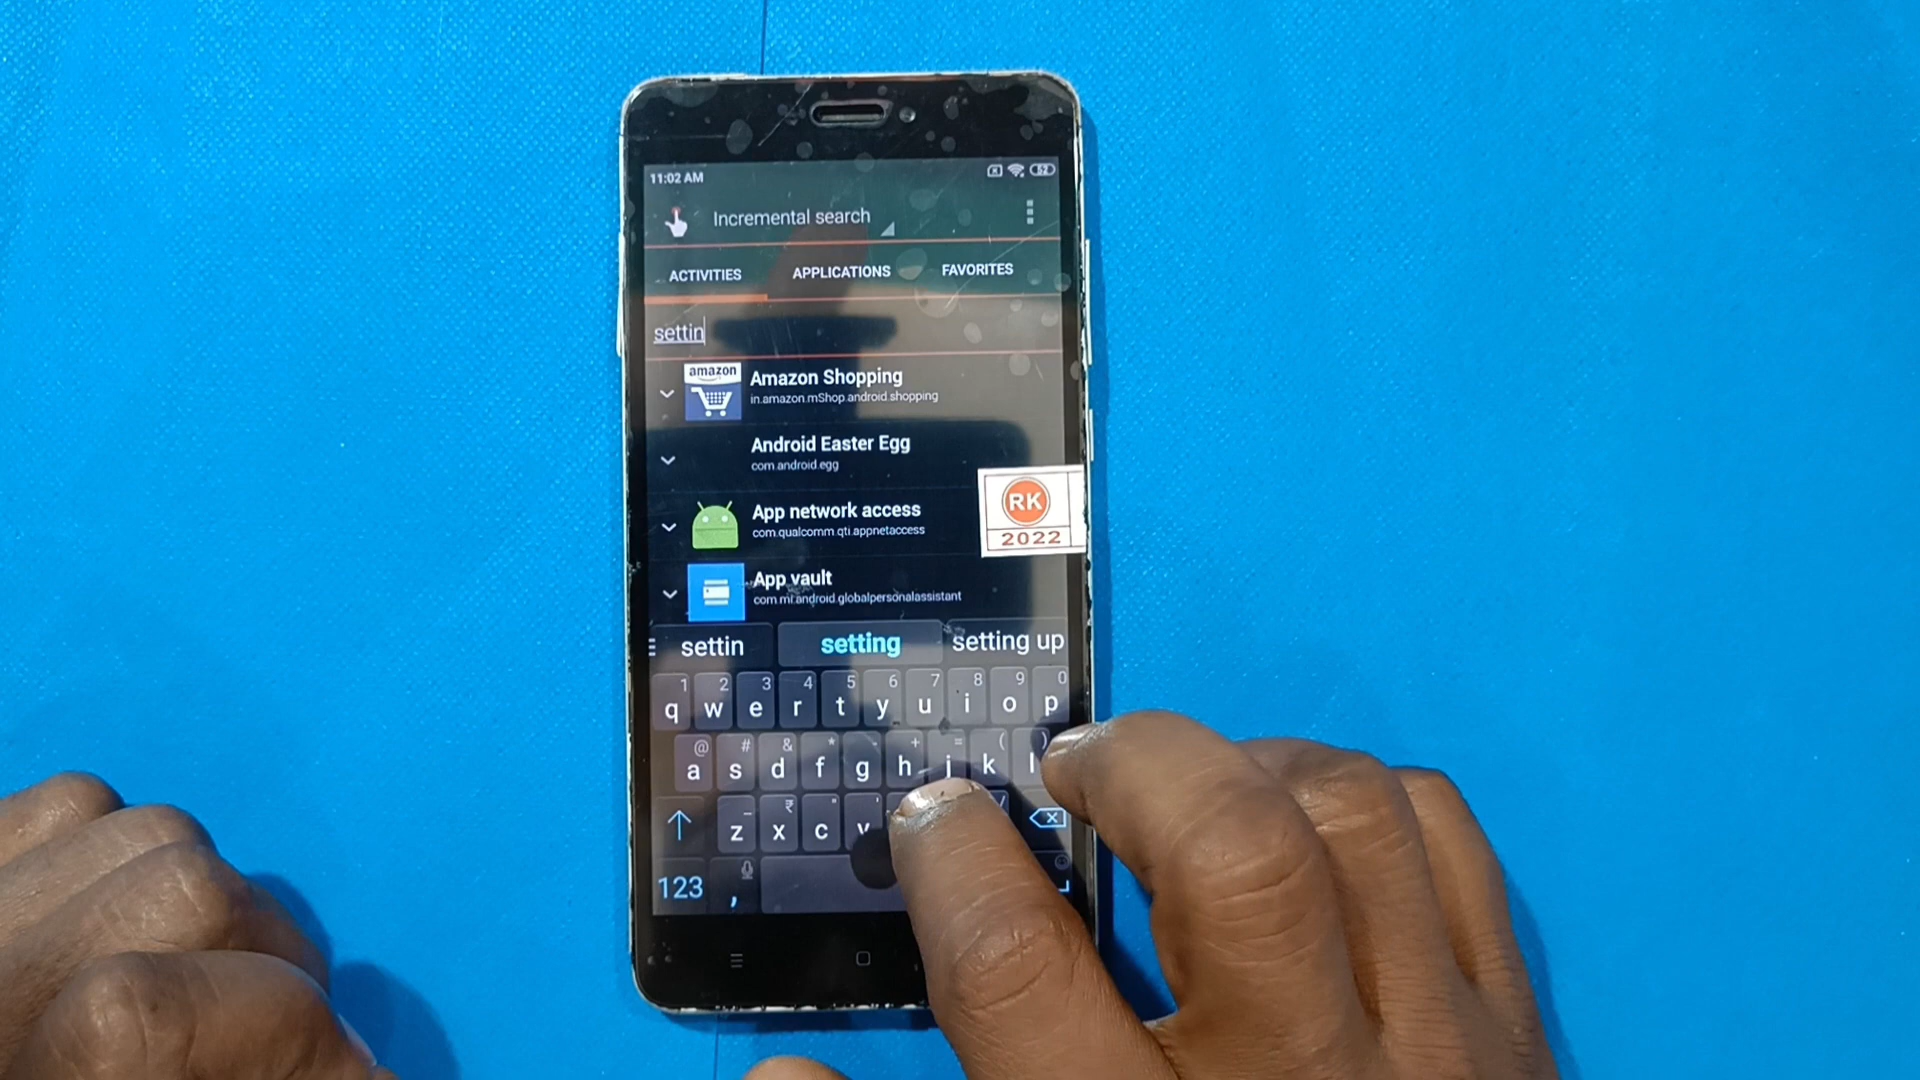 11:02 AM 52
Incremental search
ACTIVITIES APPLICATIONS FAVORITES
settin
amazon
Amazon Shopping
in.amazon.mShop.android.shopping
Android Easter Egg
com.android.egg
App network access
com.qualcomm.qti.appnetaccess
RK
2022
App vault
com.mi.android.globalpersonalassistant
settin setting setting up
1 2 3 4 5 6 7 8 9 0
q w e r t y u i o p
@ # & * - + = ( )
a s d f g h j k l
_ ₹ " ' /
z x c v
123 ,